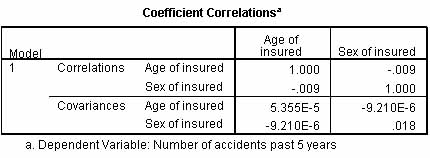 Coefficient Correlationsa
Model Age of insured Sex of insured
1 Correlations Age of insured 1.000 -.009
Sex of insured -.009 1.000
Covariances Age of insured 5.355E-5 -9.210E-6
Sex of insured -9.210E-6 .018
a. Dependent Variable: Number of accidents past 5 years